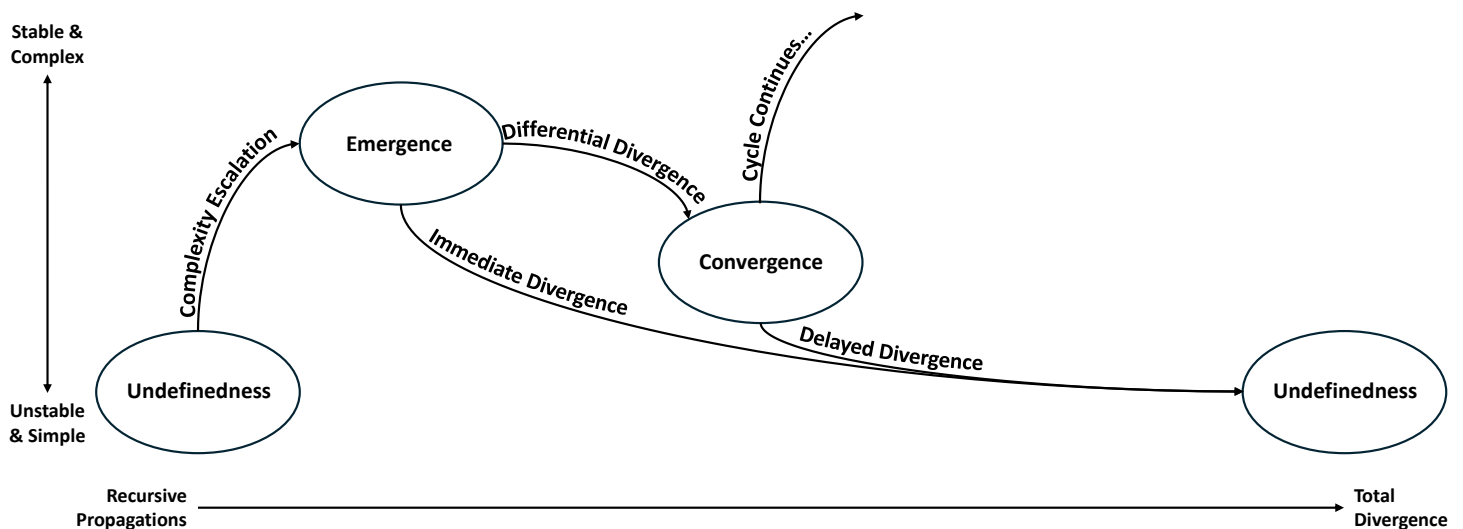 Stable &
Complex
Cycle Continues...
Complexity Escalation
Emergence
Differential Divergence
Immediate Divergence
Convergence
Delayed Divergence
Undefinedness
Undefinedness
Unstable
& Simple
Recursive
Propagations
Total
Divergence